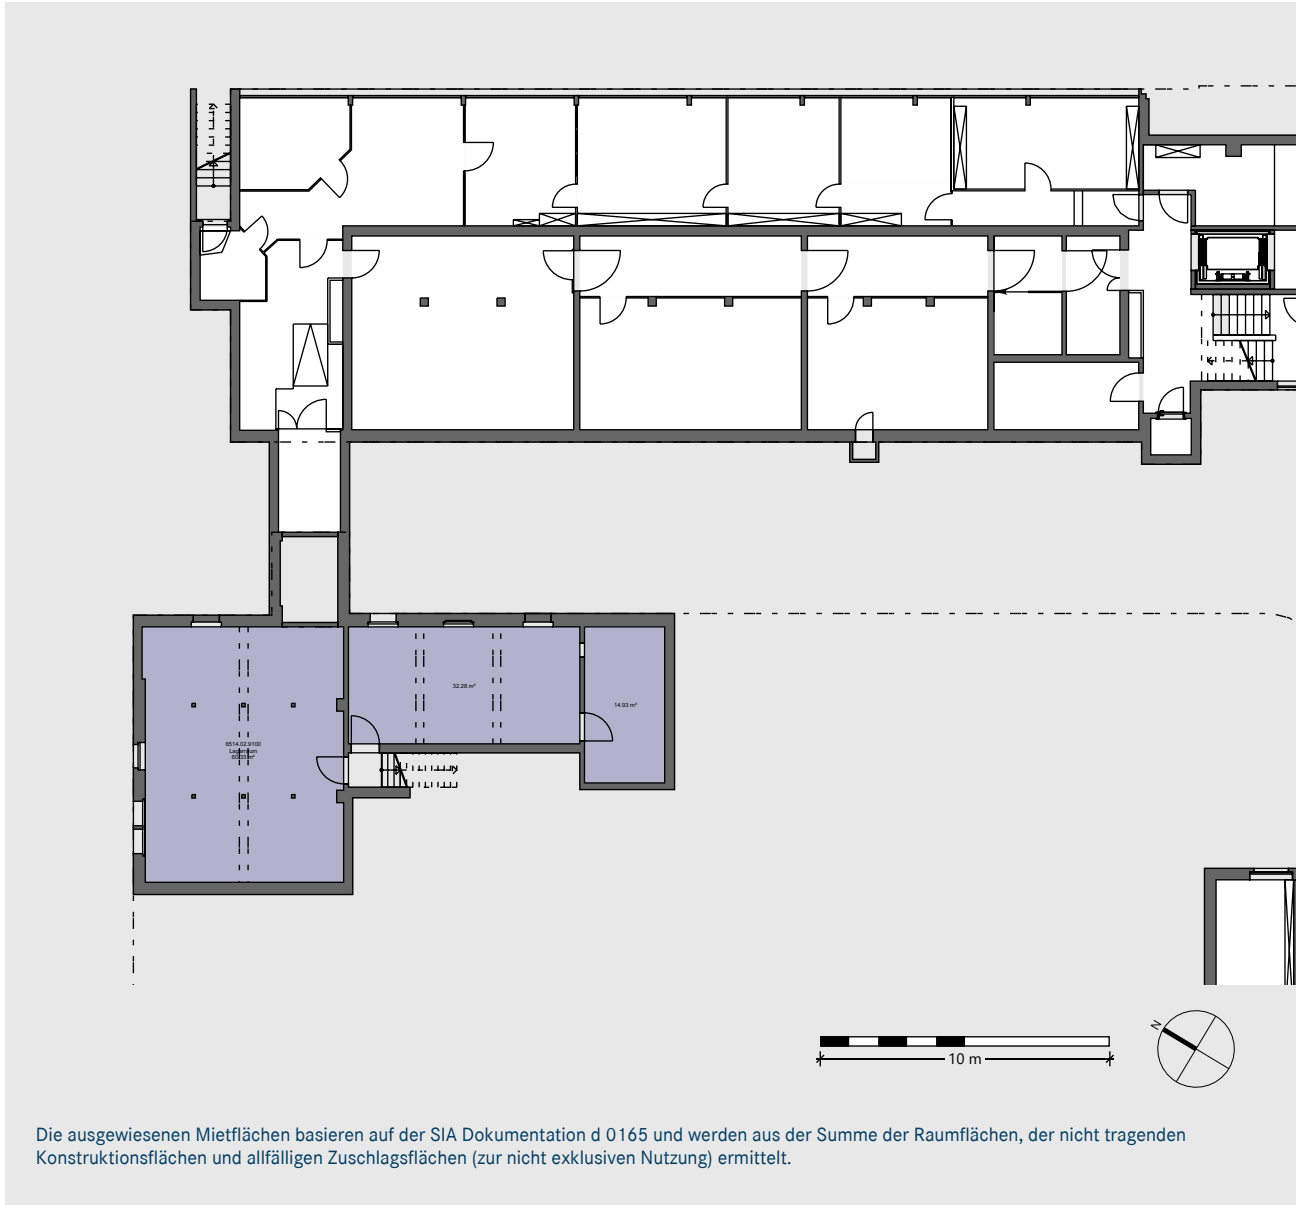 32.28 m²
14.93 m²
6514.02.9100
Lagerraum
m²
N
10 m
Die ausgewiesenen Mietflächen basieren auf der SIA Dokumentation d 0165 und werden aus der Summe der Raumflächen, der nicht tragenden
Konstruktionsflächen und allfälligen Zuschlagsflächen (zur nicht exklusiven Nutzung) ermittelt.